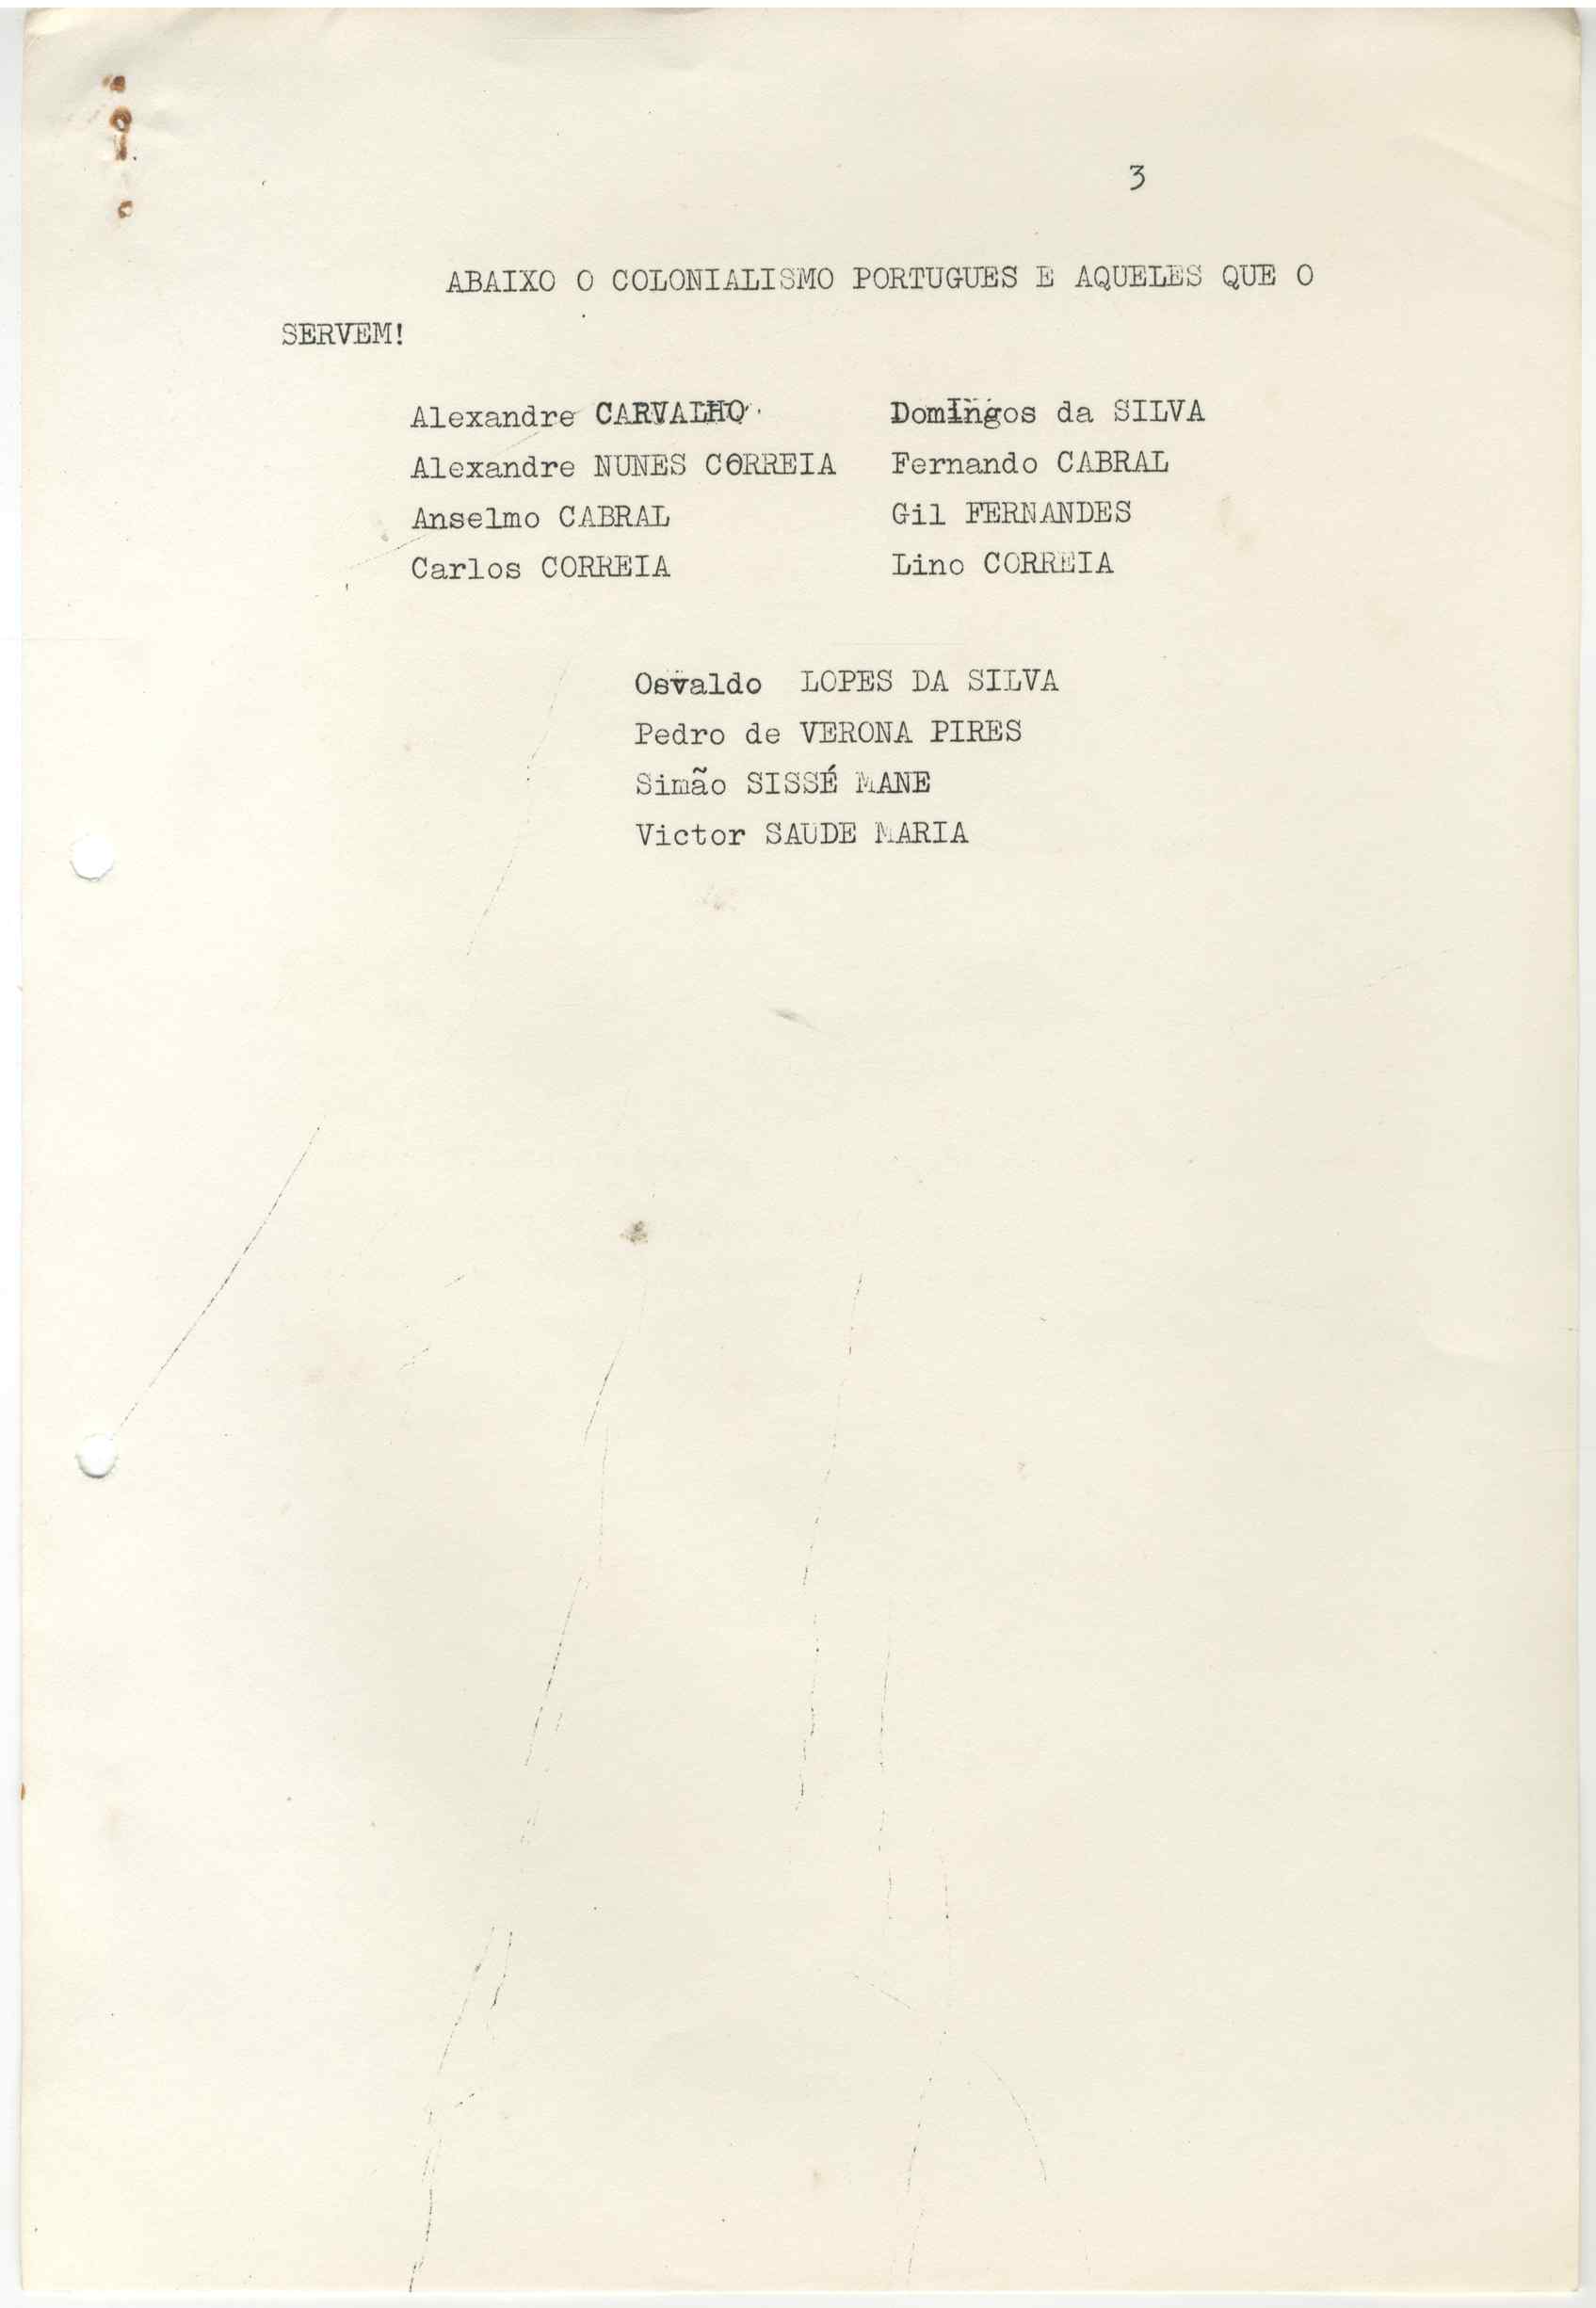 3
ABAIXO O COLONIALISMO PORTUGUES E AQUELES QUE O
SERVEM!
Alexandre CARVALHO
Alexandre NUNES CORREIA
Anselmo CABRAL
Carlos CORREIA
Domingos da SILVA
Fernando CABRAL
Gil FERNANDES
Lino CORREIA
Osvaldo LOPES DA SILVA
Pedro de VERONA PIRES
Simão SISSÉ MANE
Victor SAUDE MARIA